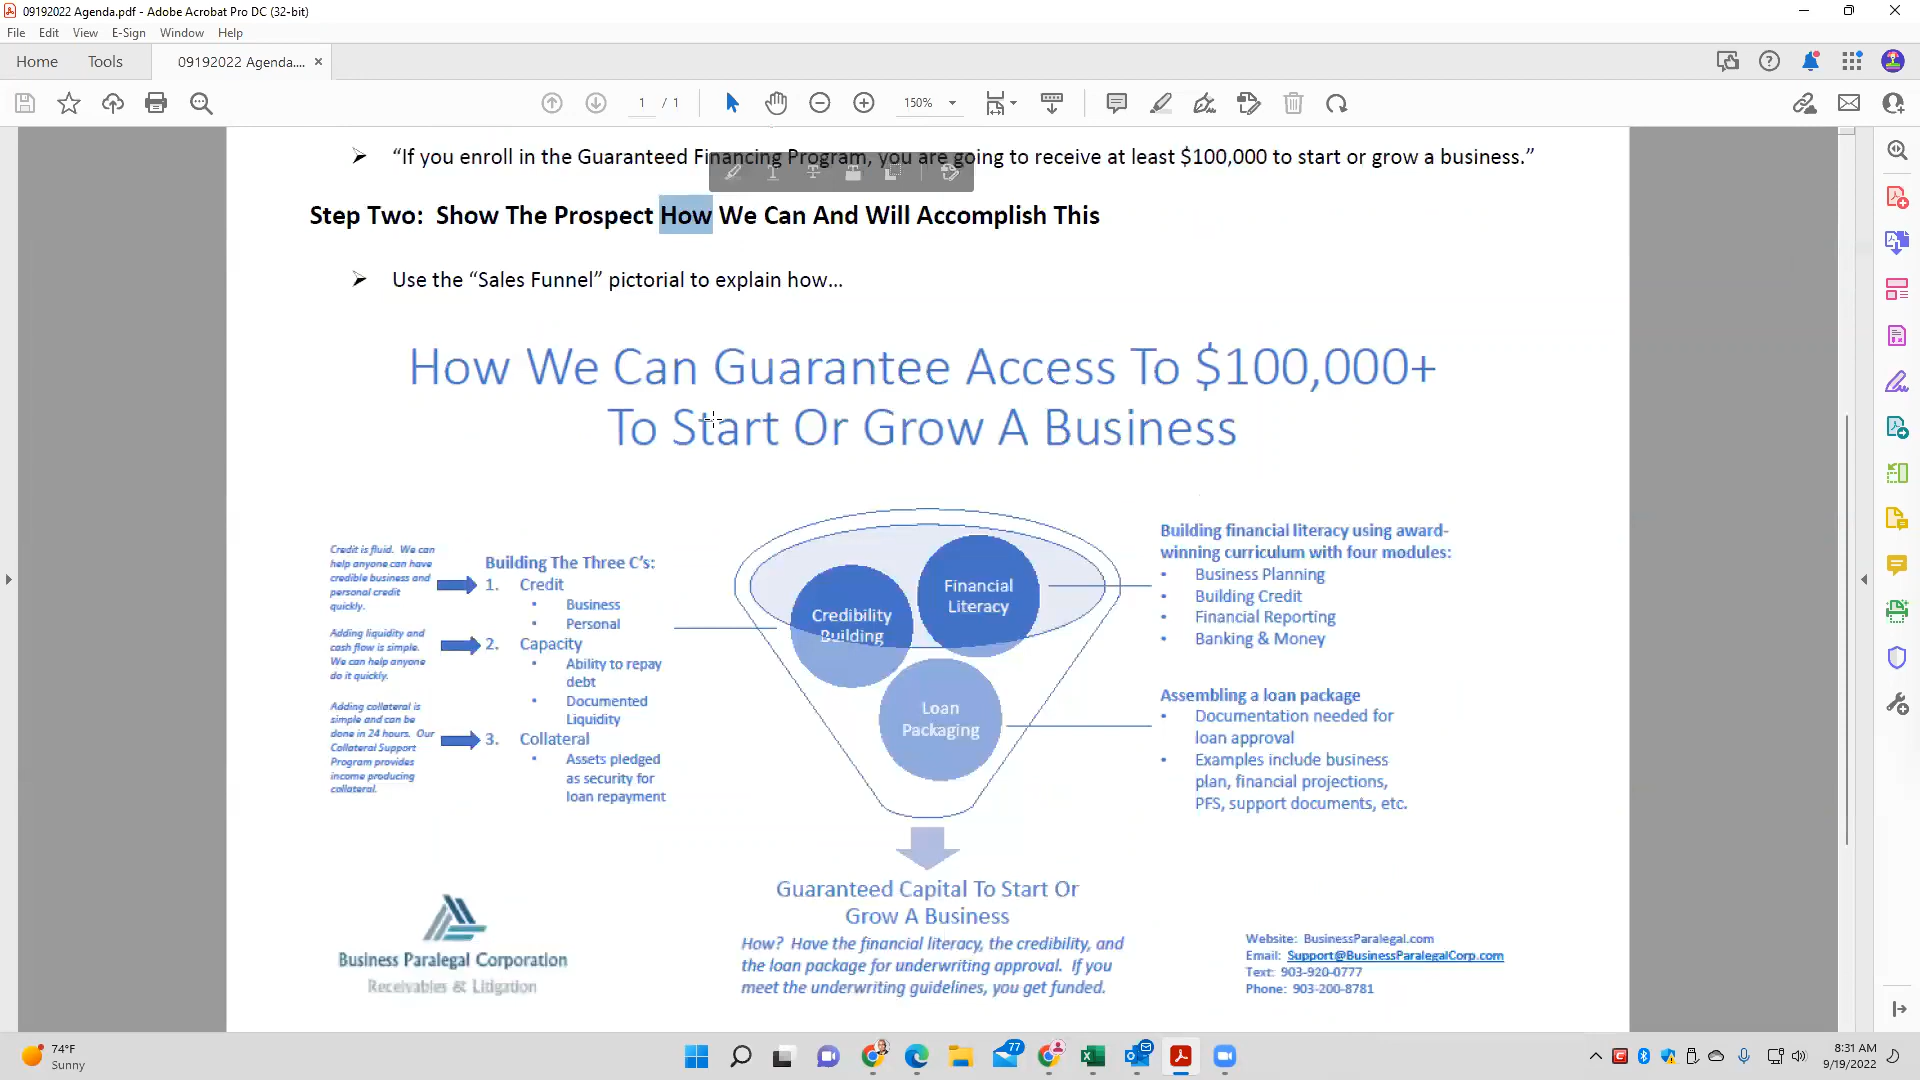 09192022 Agenda.pdf - Adobe Acrobat Pro DC (32-bit)
File Edit View E-Sign Window Help
Home Tools 09192022 Agenda.... ×
1 / 1 150%
➢ “If you enroll in the Guaranteed Financing Program, you are going to receive at least $100,000 to start or grow a business.”
Step Two: Show The Prospect How We Can And Will Accomplish This
➢ Use the “Sales Funnel” pictorial to explain how…
How We Can Guarantee Access To $100,000+
To Start Or Grow A Business
Credit is fluid. We can
help anyone can have
credible business and
personal credit
quickly.
Adding liquidity and
cash flow is simple.
We can help anyone
do it quickly.
Adding collateral is
simple and can be
done in 24 hours. Our
Collateral Support
Program provides
income producing
collateral.
Building The Three C’s:
1. Credit
• Business
• Personal
2. Capacity
• Ability to repay
debt
• Documented
Liquidity
3. Collateral
• Assets pledged
as security for
loan repayment
Credibility
Building
Financial
Literacy
Loan
Packaging
Building financial literacy using award-
winning curriculum with four modules:
• Business Planning
• Building Credit
• Financial Reporting
• Banking & Money
Assembling a loan package
• Documentation needed for
loan approval
• Examples include business
plan, financial projections,
PFS, support documents, etc.
Guaranteed Capital To Start Or
Grow A Business
How? Have the financial literacy, the credibility, and
the loan package for underwriting approval. If you
meet the underwriting guidelines, you get funded.
Business Paralegal Corporation
Receivables & Litigation
Website: BusinessParalegal.com
Email: Support@BusinessParalegalCorp.com
Text: 903-920-0777
Phone: 903-200-8781
74°F
Sunny
77
8:31 AM
9/19/2022